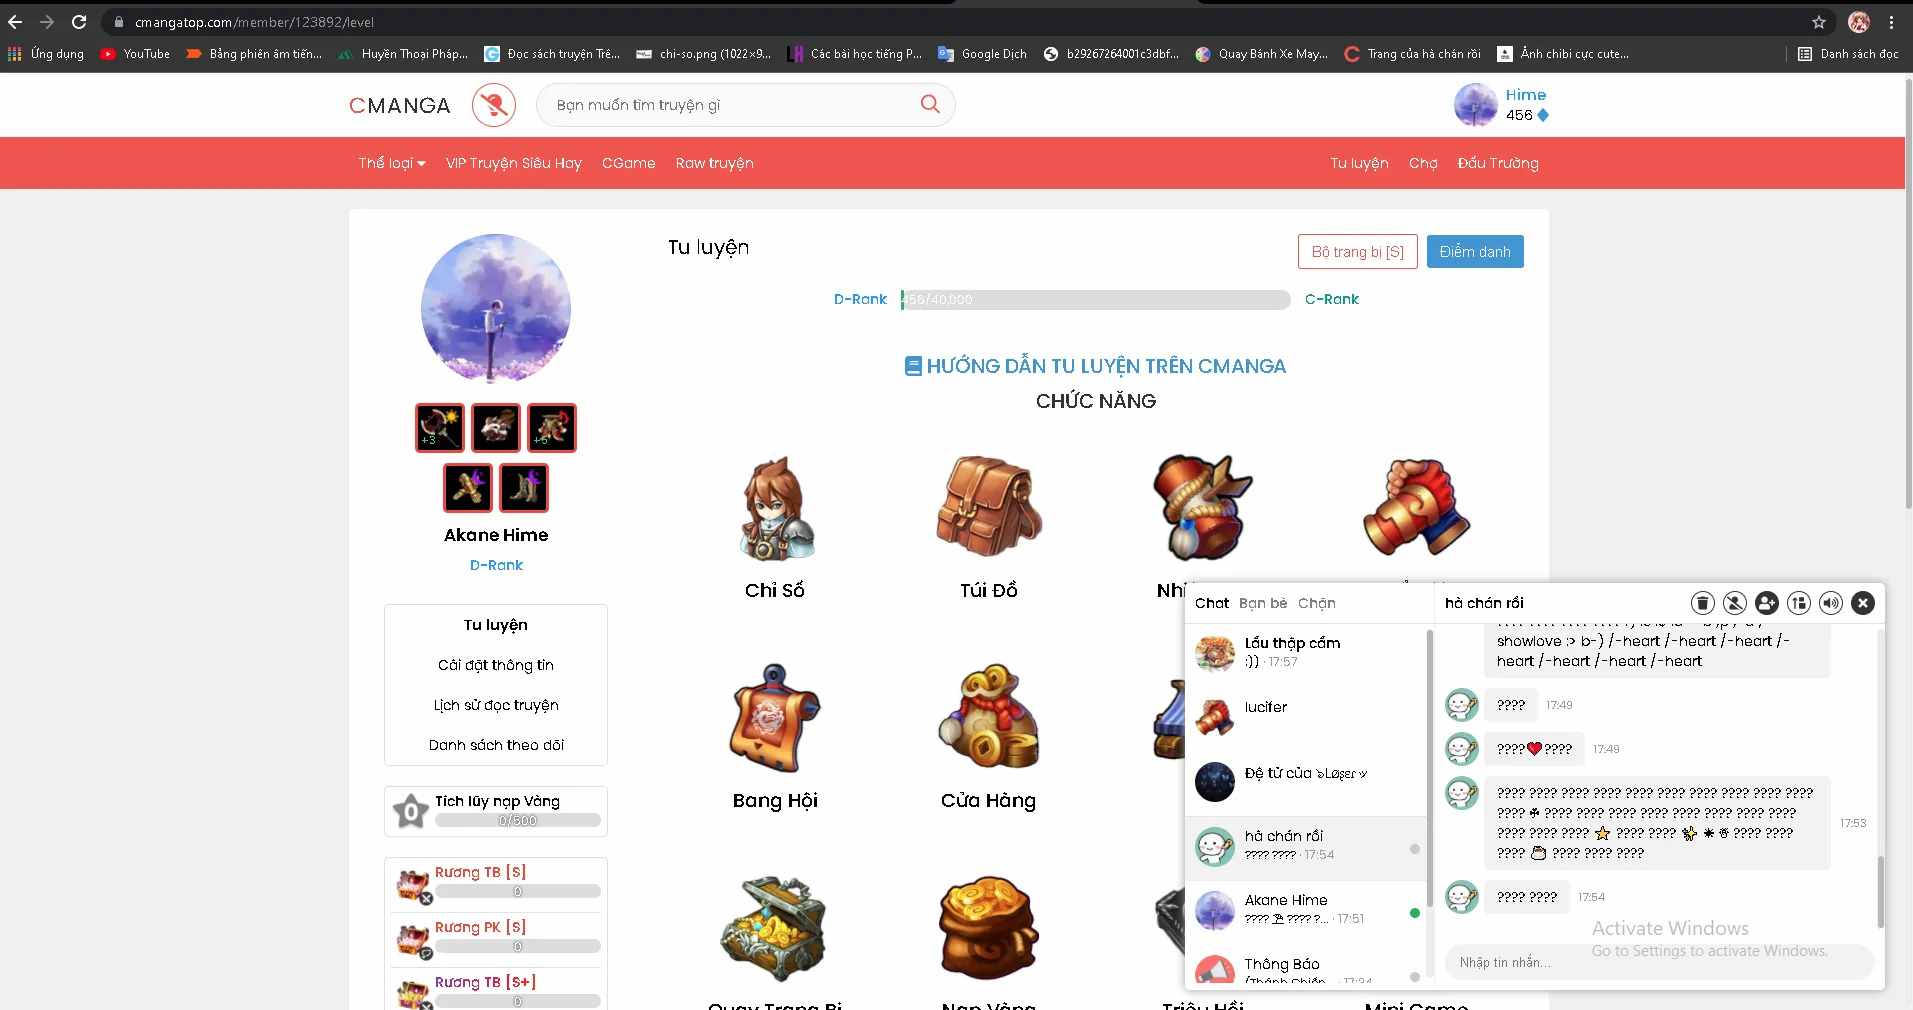 cmangatop.com/member/123892/level
Ứng dụng
YouTube
Bảng phiên âm tiến...
Huyền Thoại Pháp...
Đọc sách truyện Trê...
chi-so.png (1022×9...
Các bài học tiếng P...
Google Dịch
b29267264001c3dbf...
Quay Bánh Xe May...
Trang của hà chán rồi
Ảnh chibi cực cute...
Danh sách đọc
CMANGA
Bạn muốn tìm truyện gì
Hime
456
Thể loại
VIP Truyện Siêu Hay
CGame
Raw truyện
Tu luyện
Chợ
Đấu Trường
+3
+5
Akane Hime
D-Rank
Tu luyện
Cài đặt thông tin
Lịch sử đọc truyện
Danh sách theo dõi
0
Tích lũy nạp Vàng
0/500
Rương TB [S]
0
Rương PK [S]
0
Rương TB [S+]
0
Tu luyện
Bộ trang bị [S]
Điểm danh
D-Rank
456/40,000
C-Rank
HƯỚNG DẪN TU LUYỆN TRÊN CMANGA
CHỨC NĂNG
Chỉ Số
Túi Đồ
Bang Hội
Cửa Hàng
Quay Trang Bị
Nạp Vàng
Triệu Hồi
Mini Game
Chat
Bạn bè
Chặn
Lẩu thập cẩm
:)) · 17:57
lucifer
Đệ tử của
hà chán rồi
???? ???? · 17:54
Akane Hime
???? ⛱ ???? ?... · 17:51
Thông Báo
hà chán rồi
showlove :> b-) /-heart /-heart /-heart /-
heart /-heart /-heart /-heart
????
17:49
????❤????
17:49
???? ???? ???? ???? ???? ???? ???? ???? ???? ????
???? ☘ ???? ???? ???? ???? ???? ???? ???? ????
???? ???? ???? ⭐ ???? ???? ✨ ☀ ☃ ???? ????
???? ???? ???? ????
17:53
???? ????
17:54
Nhập tin nhắn...
Activate Windows
Go to Settings to activate Windows.